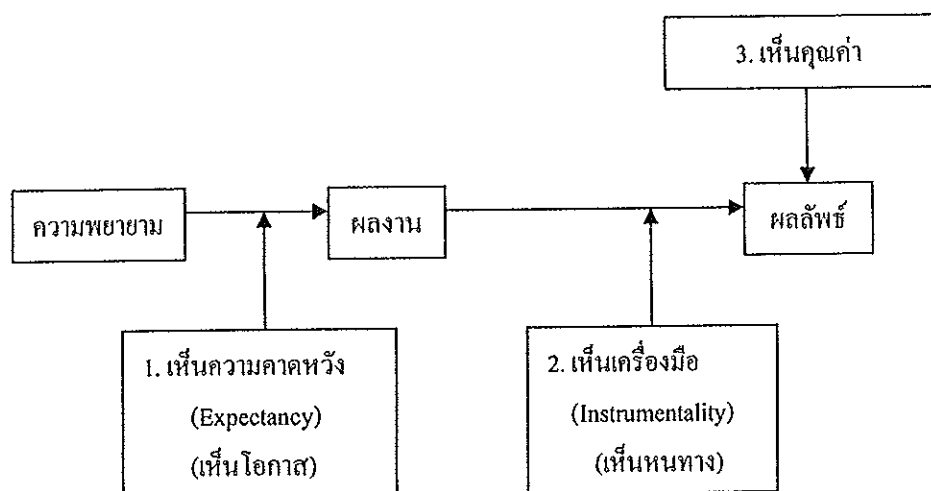 3. เห็นคุณค่า
ความพยายาม
ผลงาน
ผลลัพธ์
1. เห็นความคาดหวัง
(Expectancy)
(เห็นโอกาส)
2. เห็นเครื่องมือ
(Instrumentality)
(เห็นหนทาง)